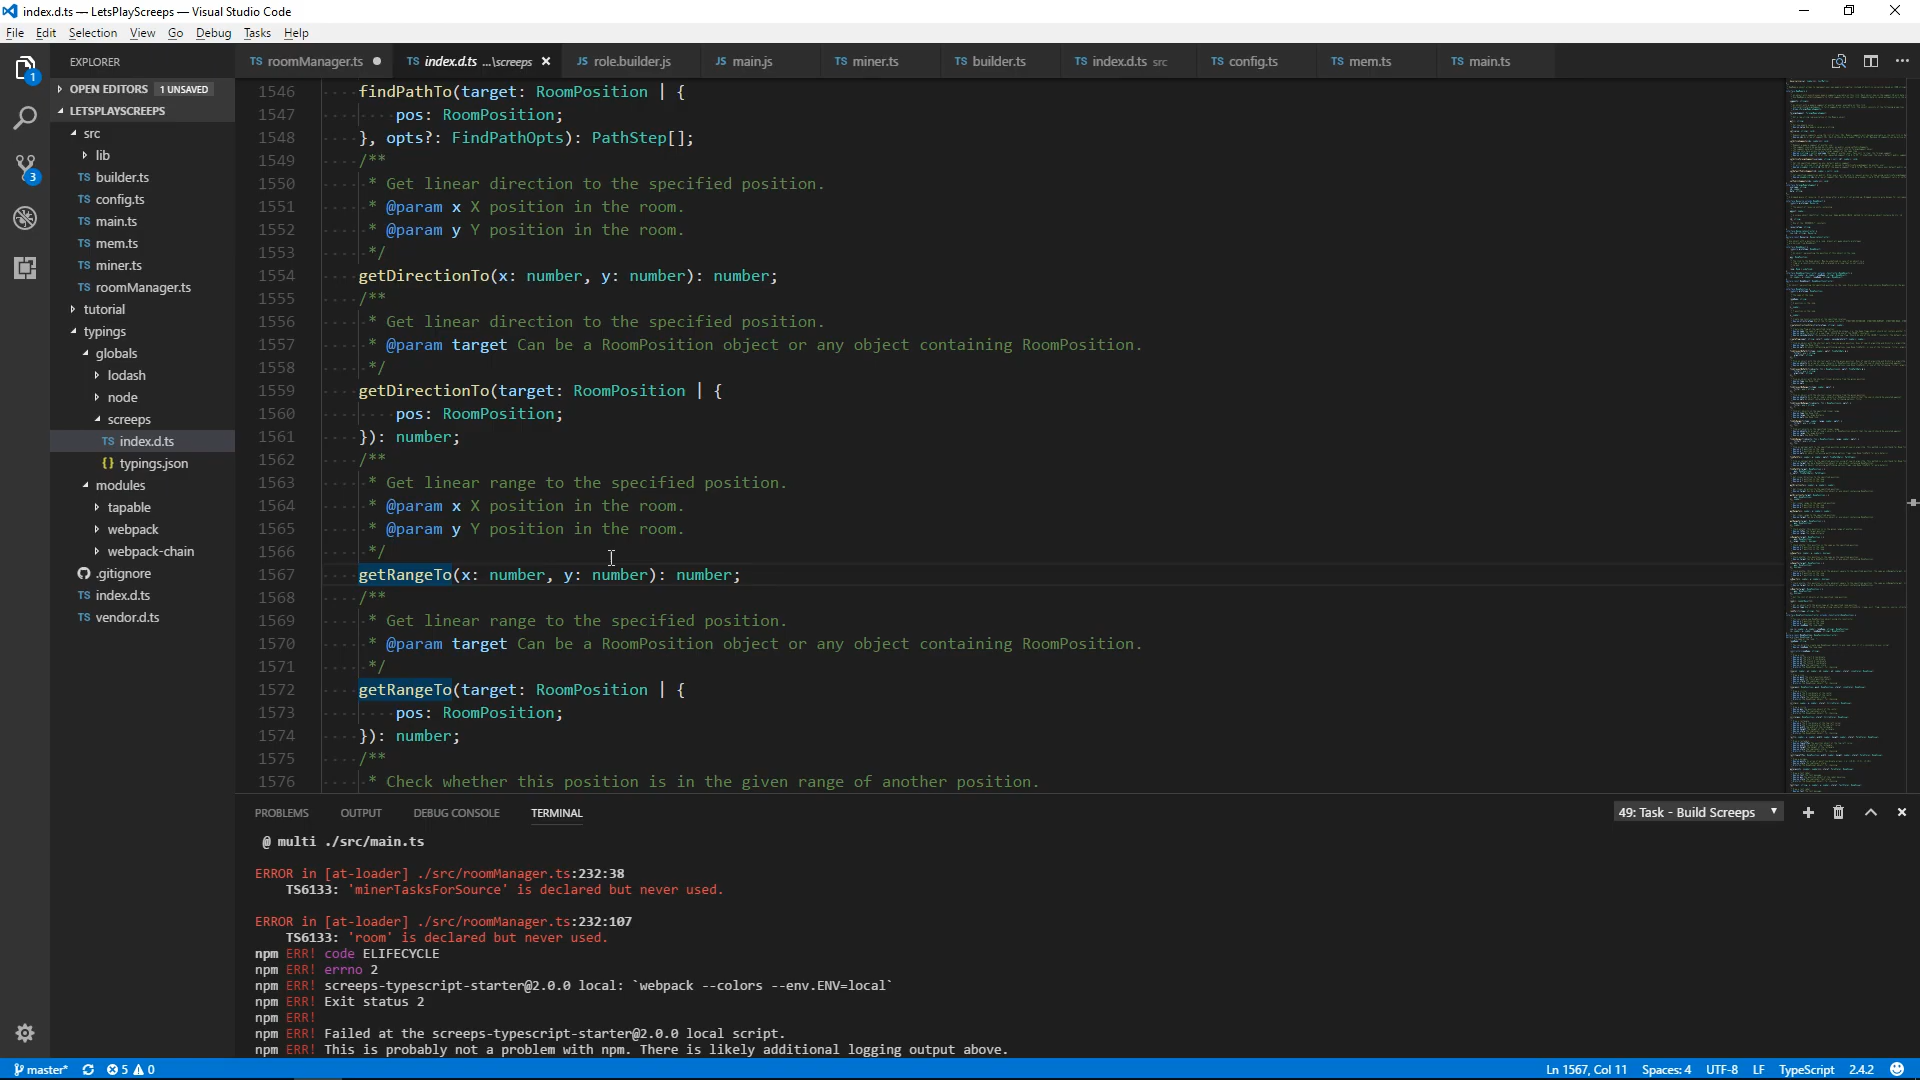 index.d.ts — LetsPlayScreeps — Visual Studio Code
File Edit Selection View Go Debug Tasks Help
EXPLORER
TS roomManager.ts
TS index.d.ts ...\screeps
JS role.builder.js
JS main.js
TS miner.ts
TS builder.ts
TS index.d.ts src
TS config.ts
TS mem.ts
TS main.ts
1
3
OPEN EDITORS 1 UNSAVED
LETSPLAYSCREEPS
src
lib
TS builder.ts
TS config.ts
TS main.ts
TS mem.ts
TS miner.ts
TS roomManager.ts
tutorial
typings
globals
lodash
node
screeps
TS index.d.ts
{} typings.json
modules
tapable
webpack
webpack-chain
.gitignore
TS index.d.ts
TS vendor.d.ts
1546 findPathTo(target: RoomPosition | {
1547 pos: RoomPosition;
1548 }, opts?: FindPathOpts): PathStep[];
1549 /**
1550 * Get linear direction to the specified position.
1551 * @param x X position in the room.
1552 * @param y Y position in the room.
1553 */
1554 getDirectionTo(x: number, y: number): number;
1555 /**
1556 * Get linear direction to the specified position.
1557 * @param target Can be a RoomPosition object or any object containing RoomPosition.
1558 */
1559 getDirectionTo(target: RoomPosition | {
1560 pos: RoomPosition;
1561 }): number;
1562 /**
1563 * Get linear range to the specified position.
1564 * @param x X position in the room.
1565 * @param y Y position in the room.
1566 */
1567 getRangeTo(x: number, y: number): number;
1568 /**
1569 * Get linear range to the specified position.
1570 * @param target Can be a RoomPosition object or any object containing RoomPosition.
1571 */
1572 getRangeTo(target: RoomPosition | {
1573 pos: RoomPosition;
1574 }): number;
1575 /**
1576 * Check whether this position is in the given range of another position.
PROBLEMS OUTPUT DEBUG CONSOLE TERMINAL
49: Task - Build Screeps
@ multi ./src/main.ts
ERROR in [at-loader] ./src/roomManager.ts:232:38
TS6133: 'minerTasksForSource' is declared but never used.
ERROR in [at-loader] ./src/roomManager.ts:232:107
TS6133: 'room' is declared but never used.
npm ERR! code ELIFECYCLE
npm ERR! errno 2
npm ERR! screeps-typescript-starter@2.0.0 local: `webpack --colors --env.ENV=local`
npm ERR! Exit status 2
npm ERR!
npm ERR! Failed at the screeps-typescript-starter@2.0.0 local script.
npm ERR! This is probably not a problem with npm. There is likely additional logging output above.
master* 5 0 Ln 1567, Col 11 Spaces: 4 UTF-8 LF TypeScript 2.4.2